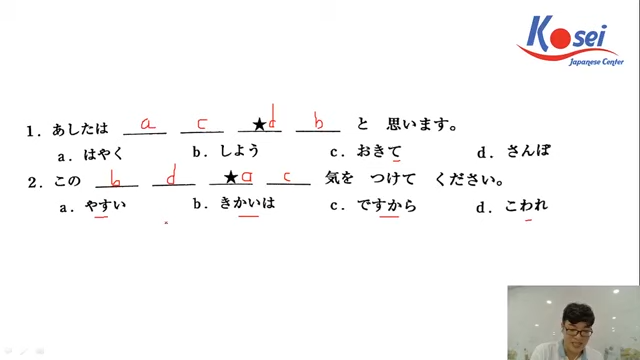 Kosei
Japanese Center
1. あしたは a c ★d b と 思います。
a. はやく b. しよう c. おきて d. さんぽ
2. この b d ★a c 気を つけて ください。
a. やすい b. きかいは c. ですから d. こわれ